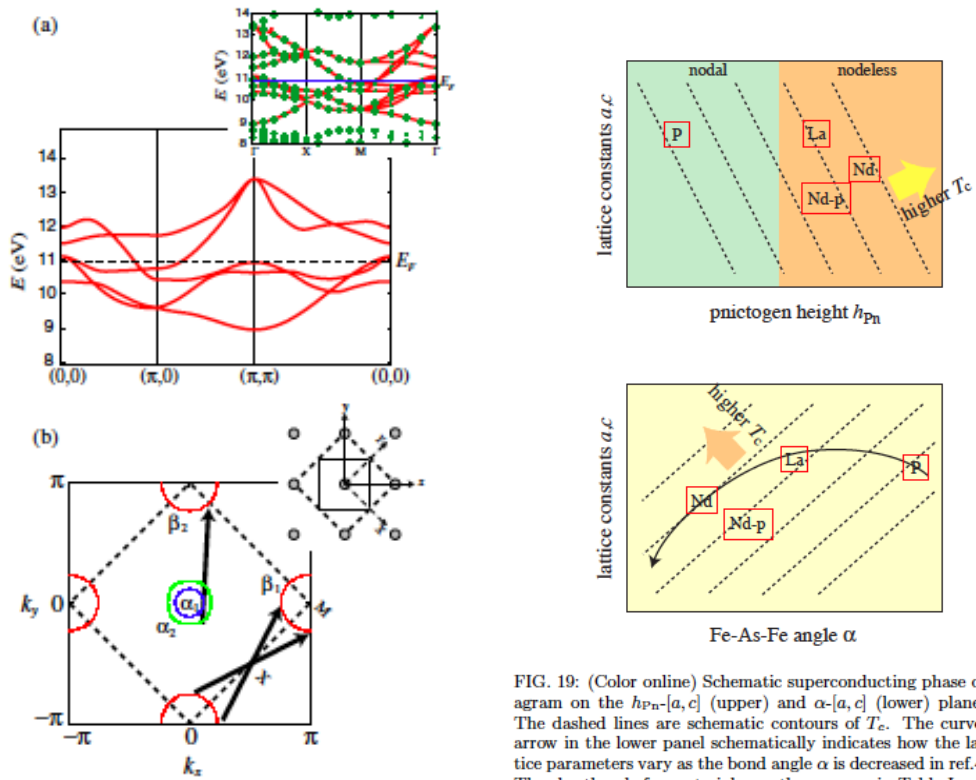 (a)
14
13
12
11
10
9
8
E (eV)
Γ
X
M
Γ
E_F
14
13
12
11
10
9
8
E (eV)
E_F
(0,0)
(π,0)
(π,π)
(0,0)
(b)
y
x
π
0
−π
k_y
β₂
β₁
α₁
α₂
M
X
−π
0
π
k_x
nodal
nodeless
P
La
Nd
Nd-p
higher T_c
lattice constants a,c
pnictogen height h_Pn
higher T_c
La
P
Nd
Nd-p
lattice constants a,c
Fe-As-Fe angle α
FIG. 19: (Color online) Schematic superconducting phase d
agram on the h_Pn-[a, c] (upper) and α-[a, c] (lower) plane
The dashed lines are schematic contours of T_c. The curve
arrow in the lower panel schematically indicates how the la
tice parameters vary as the bond angle α is decreased in ref.